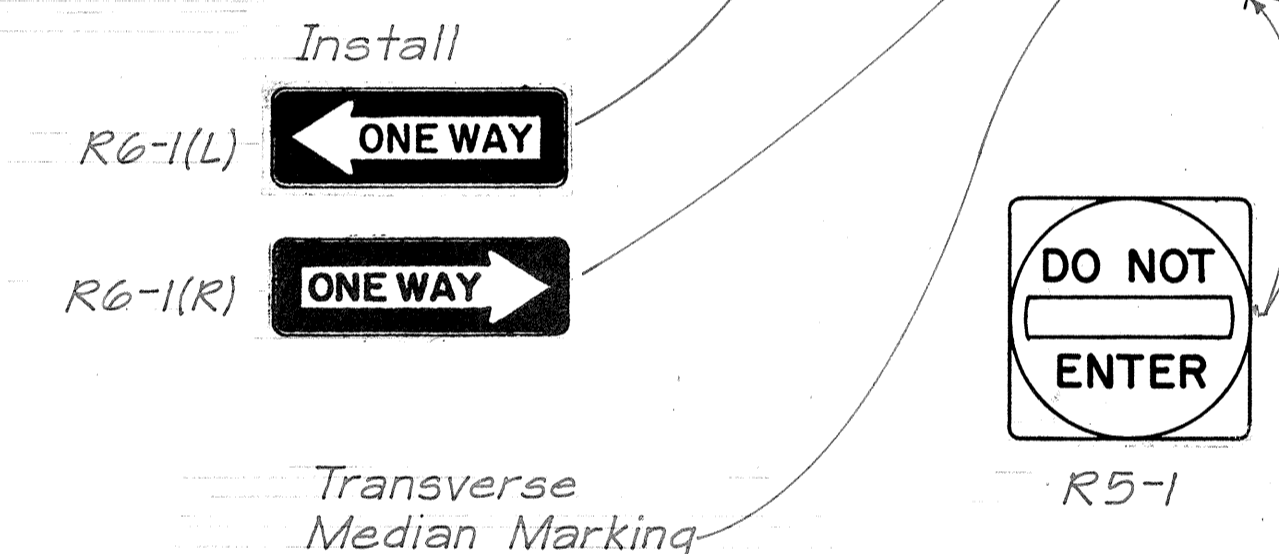 Install
R6-1(L)
ONE WAY
R6-1(R)
ONE WAY
DO NOT
ENTER
R5-1
Transverse
Median Marking